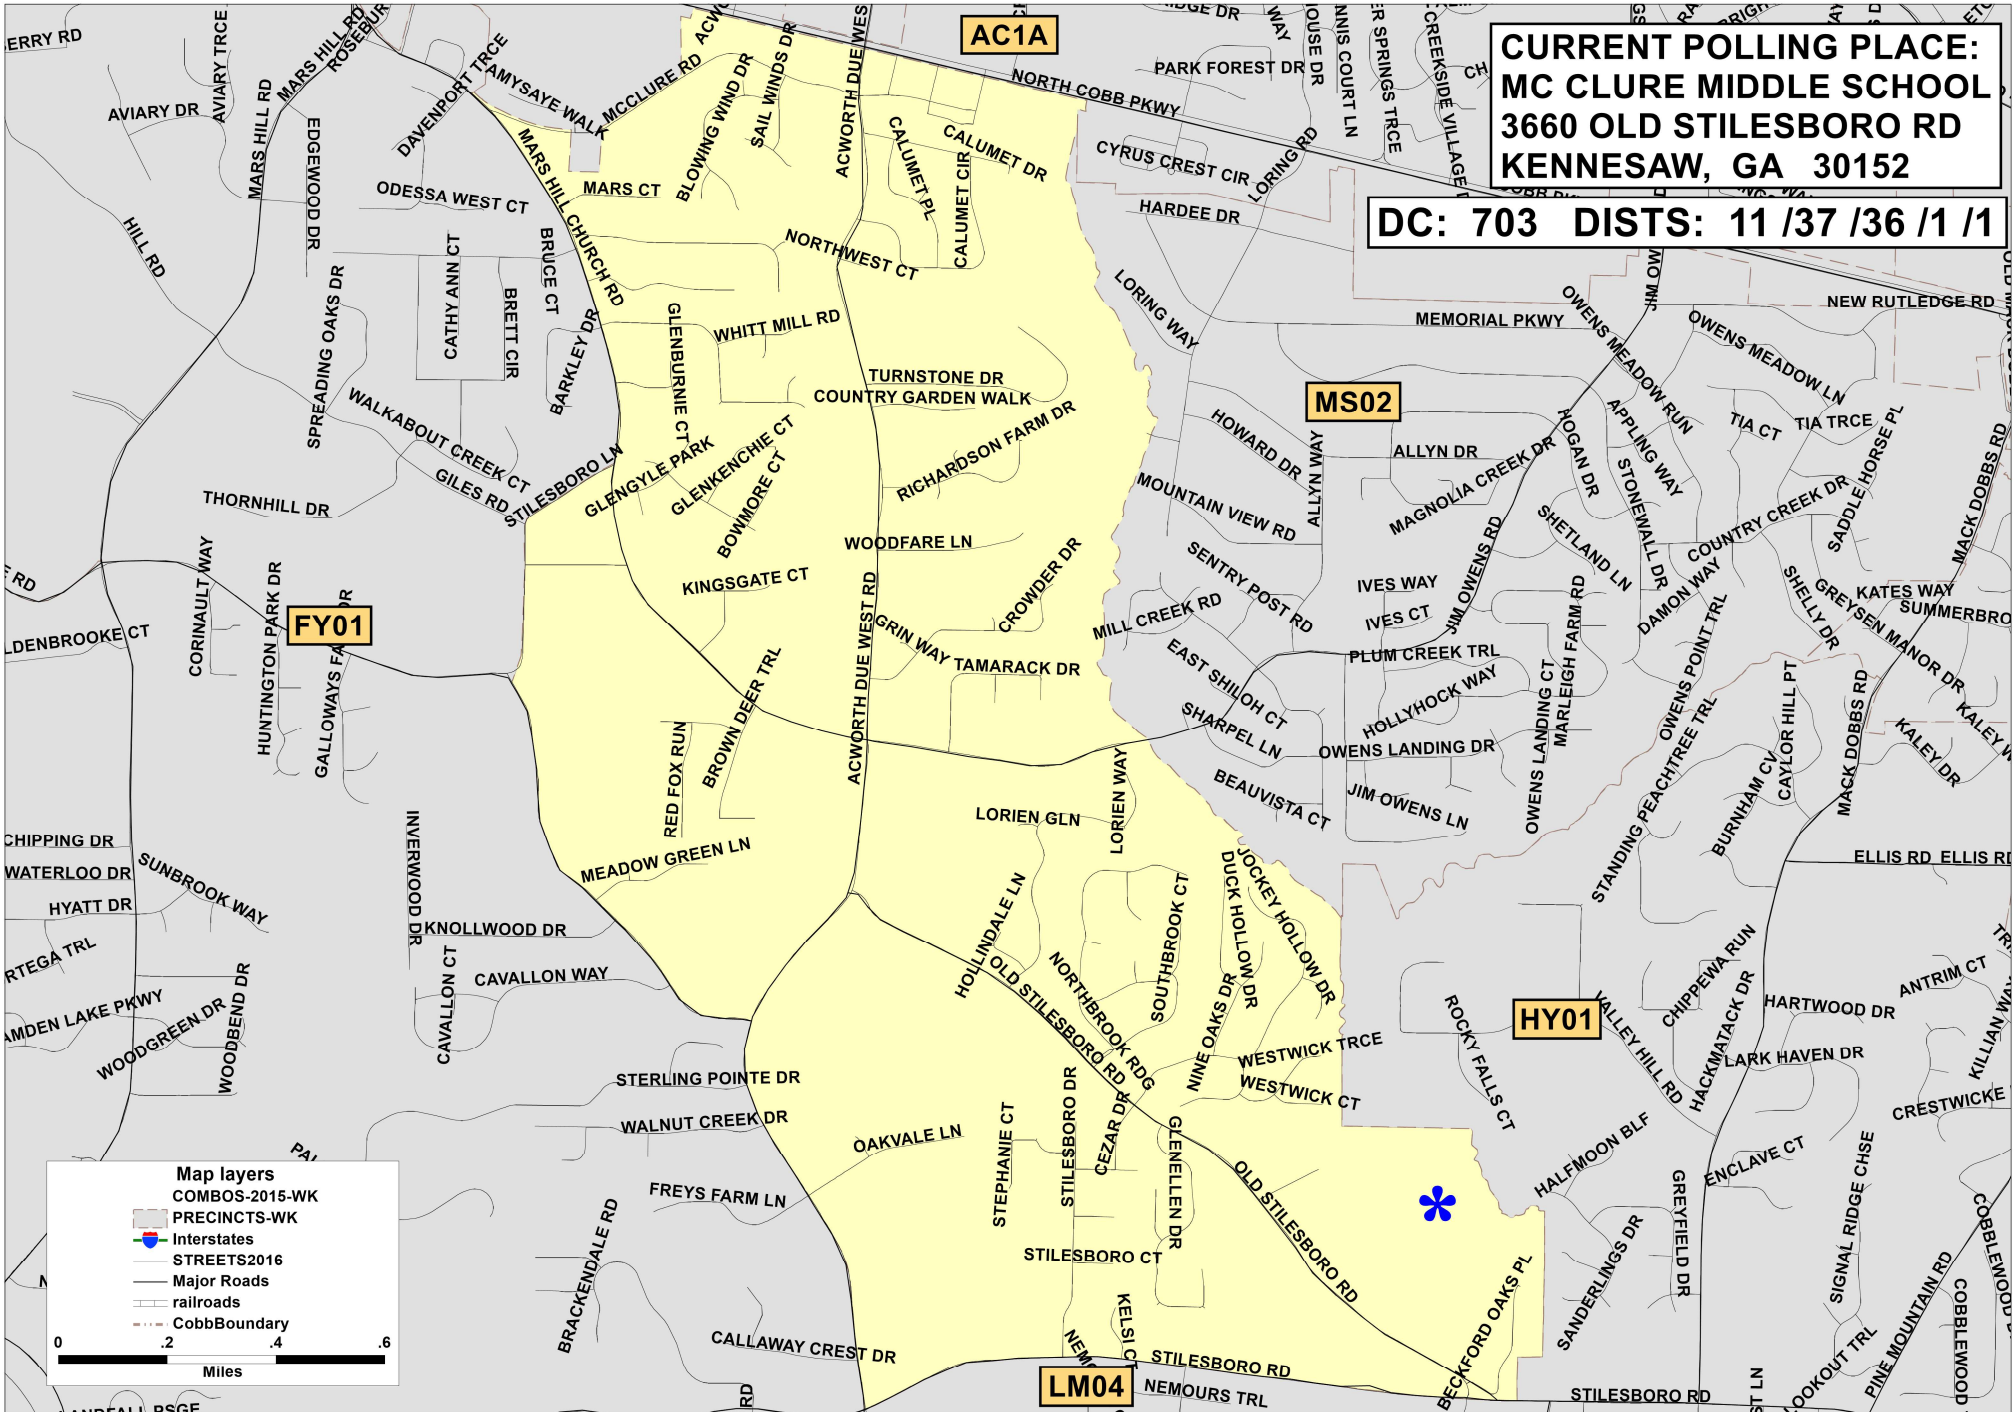 CURRENT POLLING PLACE:
MC CLURE MIDDLE SCHOOL
3660 OLD STILESBORO RD
KENNESAW, GA 30152
DC: 703 DISTS: 11 /37 /36 /1 /1
AC1A
MS02
FY01
HY01
LM04
MARS HILL RD
AVIARY TRCE
AVIARY DR
MARS HILL RD
EDGEWOOD DR
DAVENPORT TRCE
AMYSAYE WALK
MCCLURE RD
BLOWING WIND DR
SAIL WINDS DR
NORTH COBB PKWY
PARK FOREST DR
CALUMET DR
CALUMET PL
CALUMET CIR
CYRUS CREST CIR
LORING RD
HARDEE DR
ODESSA WEST CT
MARS CT
MARS HILL CHURCH RD
HILL RD
BRUCE CT
CATHY ANN CT
BRETT CIR
BARKLEY DR
SPREADING OAKS DR
NORTHWEST CT
GLENBURNIE CT
WHITT MILL RD
LORING WAY
MEMORIAL PKWY
NEW RUTLEDGE RD
OWENS MEADOW RUN
OWENS MEADOW LN
TURNSTONE DR
COUNTRY GARDEN WALK
RICHARDSON FARM DR
WALKABOUT CREEK CT
GILES RD
STILESBORO LN
THORNHILL DR
GLENGYLE PARK
GLENKENCHIE CT
BOWMORE CT
HOWARD DR
ALLYN WAY
ALLYN DR
MAGNOLIA CREEK DR
HOGAN DR
APPLING WAY
STONEWALL DR
TIA CT
TIA TRCE
SADDLE HORSE PL
COUNTRY CREEK DR
MACK DOBBS RD
MOUNTAIN VIEW RD
WOODFARE LN
KINGSGATE CT
CROWDER DR
GRIN WAY
TAMARACK DR
ACWORTH DUE WEST RD
SENTRY POST RD
MILL CREEK RD
EAST SHILOH CT
SHARPEL LN
BEAUVISTA CT
IVES WAY
IVES CT
JIM OWENS RD
SHETLAND LN
PLUM CREEK TRL
HOLLYHOCK WAY
OWENS LANDING DR
OWENS LANDING CT
MARLEIGH FARM RD
JIM OWENS LN
DAMON WAY
OWENS POINT TRL
STANDING PEACHTREE TRL
SHELLY DR
GREYSEN MANOR DR
KATES WAY
CAYLOR HILL PT
BURNHAM CV
MACK DOBBS RD
KALEY DR
ELLIS RD ELLIS RD
CORINAULT WAY
HUNTINGTON PARK DR
RED FOX RUN
BROWN DEER TRL
MEADOW GREEN LN
INVERWOOD DR
KNOLLWOOD DR
CAVALLON CT
CAVALLON WAY
CHIPPING DR
WATERLOO DR
SUNBROOK WAY
HYATT DR
WOODGREEN DR
WOODBEND DR
LORIEN GLN
LORIEN WAY
HOLLINDALE LN
OLD STILESBORO RD
NORTHBROOK RDG
SOUTHBROOK CT
DUCK HOLLOW DR
JOCKEY HOLLOW DR
NINE OAKS DR
WESTWICK TRCE
WESTWICK CT
ROCKY FALLS CT
VALLEY HILL RD
CHIPPEWA RUN
HACKMATACK DR
HARTWOOD DR
ANTRIM CT
LARK HAVEN DR
STERLING POINTE DR
WALNUT CREEK DR
FREYS FARM LN
OAKVALE LN
STEPHANIE CT
STILESBORO DR
CEZAR DR
GLENELLEN DR
OLD STILESBORO RD
STILESBORO CT
KELSI CT
BRACKENDALE RD
CALLAWAY CREST DR
STILESBORO RD
NEMOURS TRL
BECKFORD OAKS PL
STILESBORO RD
HALFMOON BLF
SANDERLINGS DR
GREYFIELD DR
ENCLAVE CT
SIGNAL RIDGE CHSE
PINE MOUNTAIN RD
Map layers
COMBOS-2015-WK
PRECINCTS-WK
Interstates
STREETS2016
Major Roads
railroads
CobbBoundary
0 .2 .4 .6
Miles